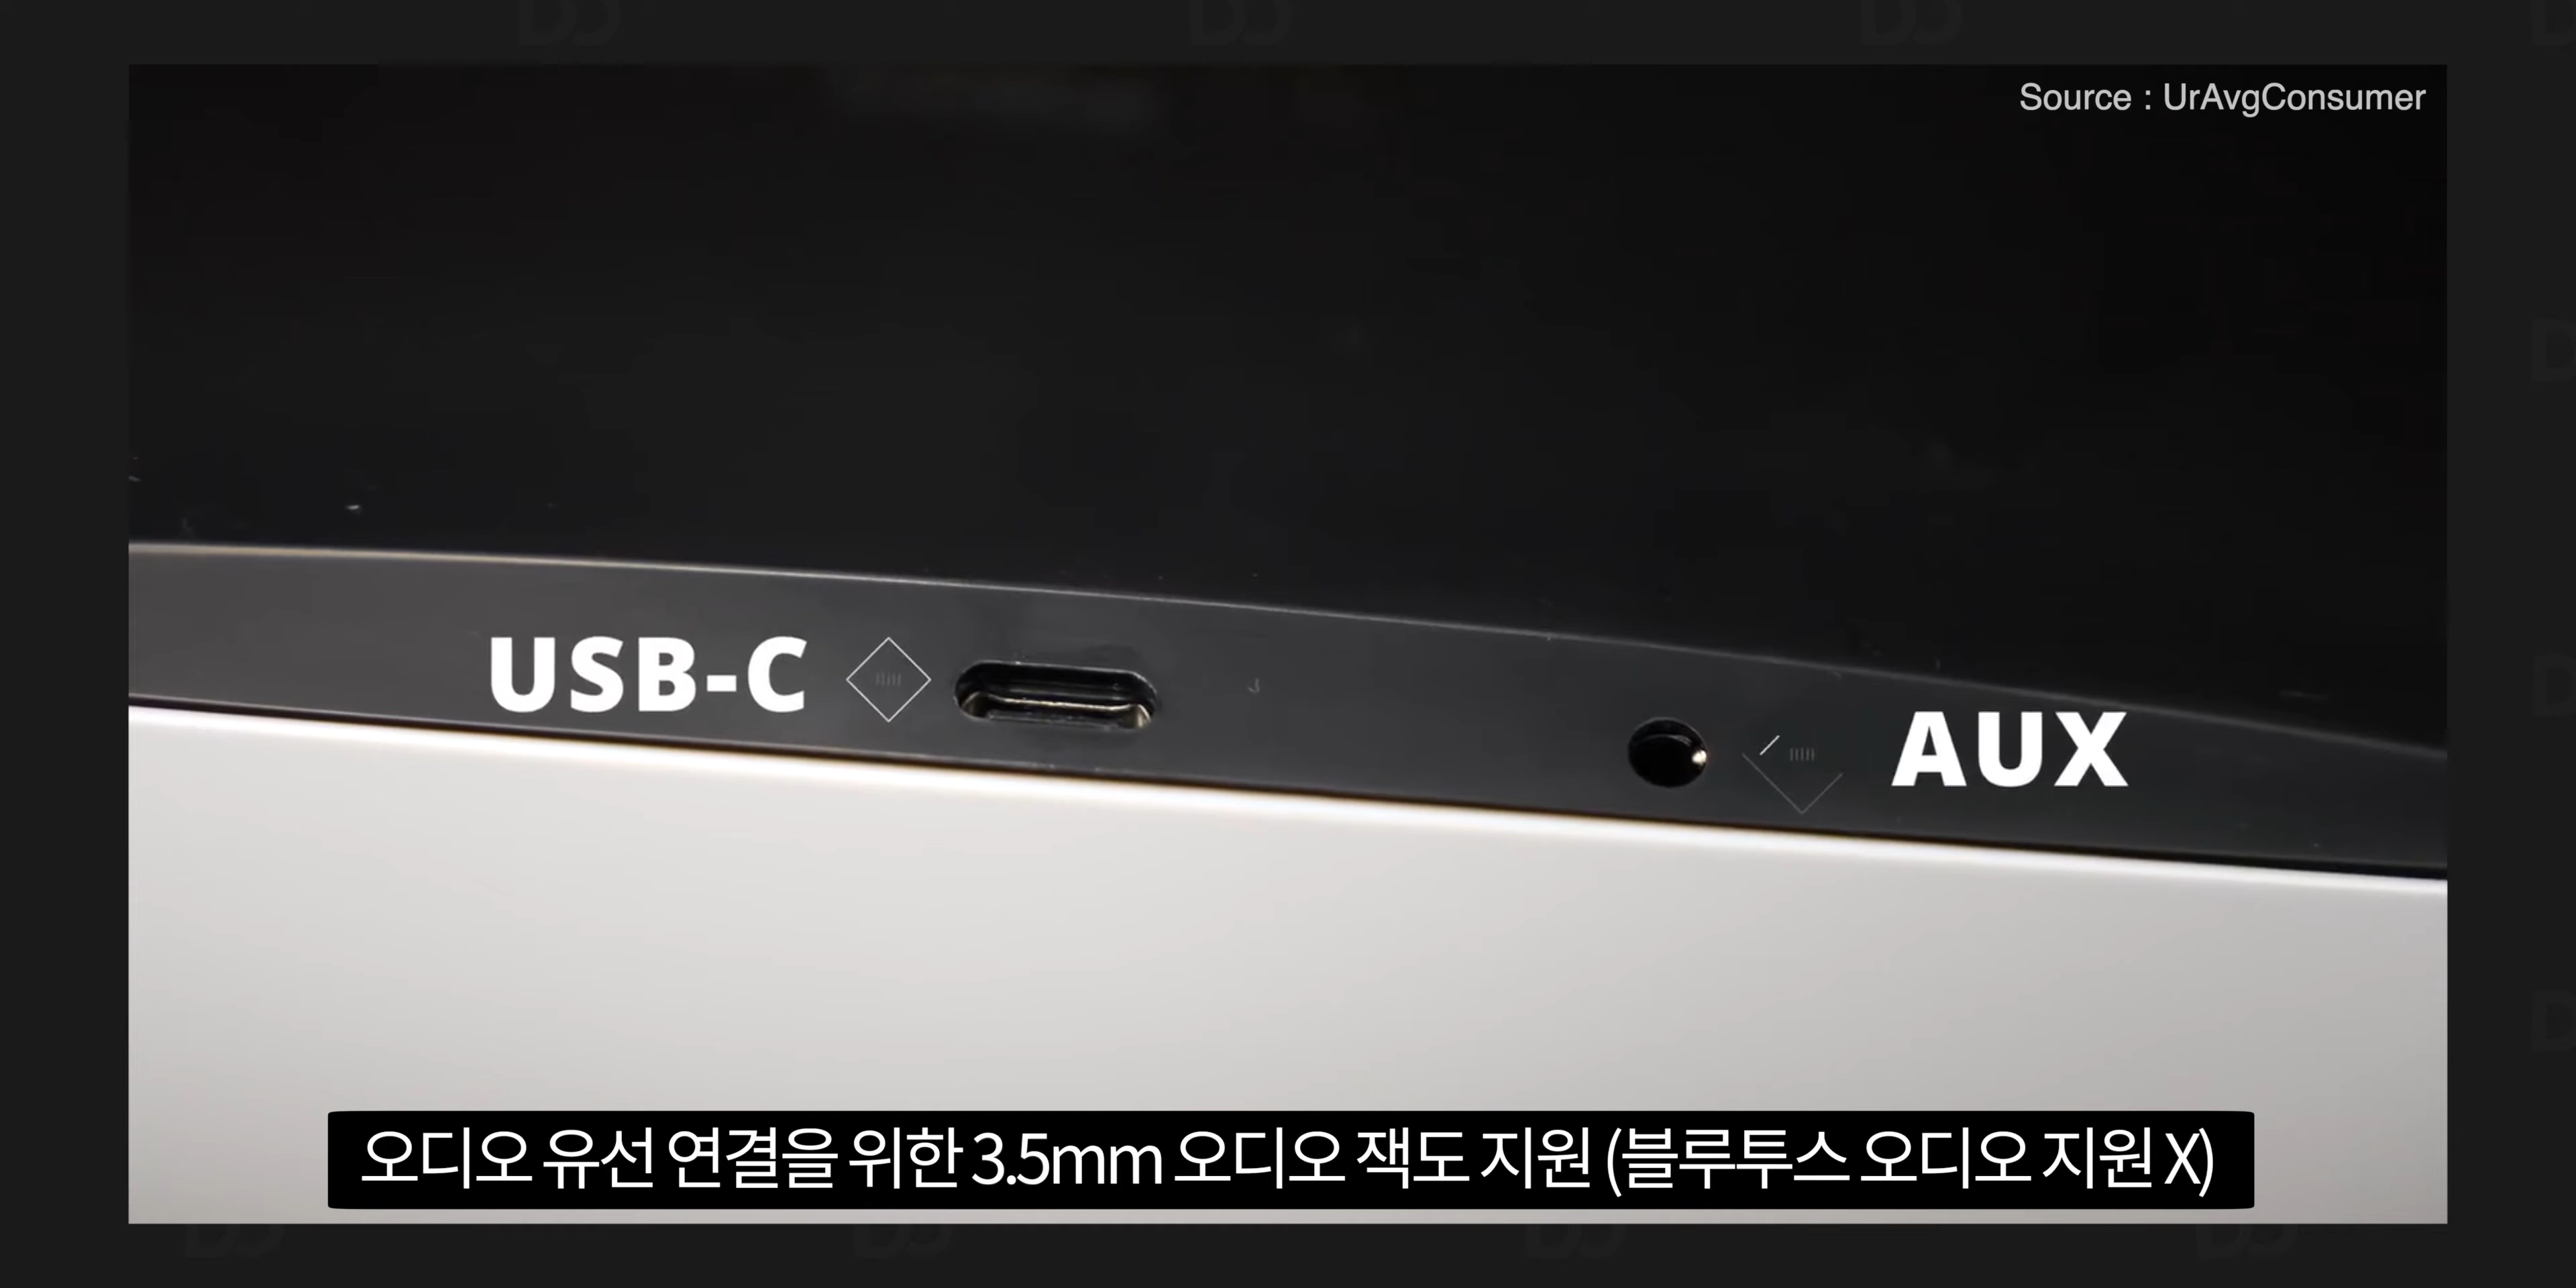 Source : UrAvgConsumer
USB-C
AUX
오디오 유선 연결을 위한 3.5mm 오디오 잭도 지원 (블루투스 오디오 지원 X)